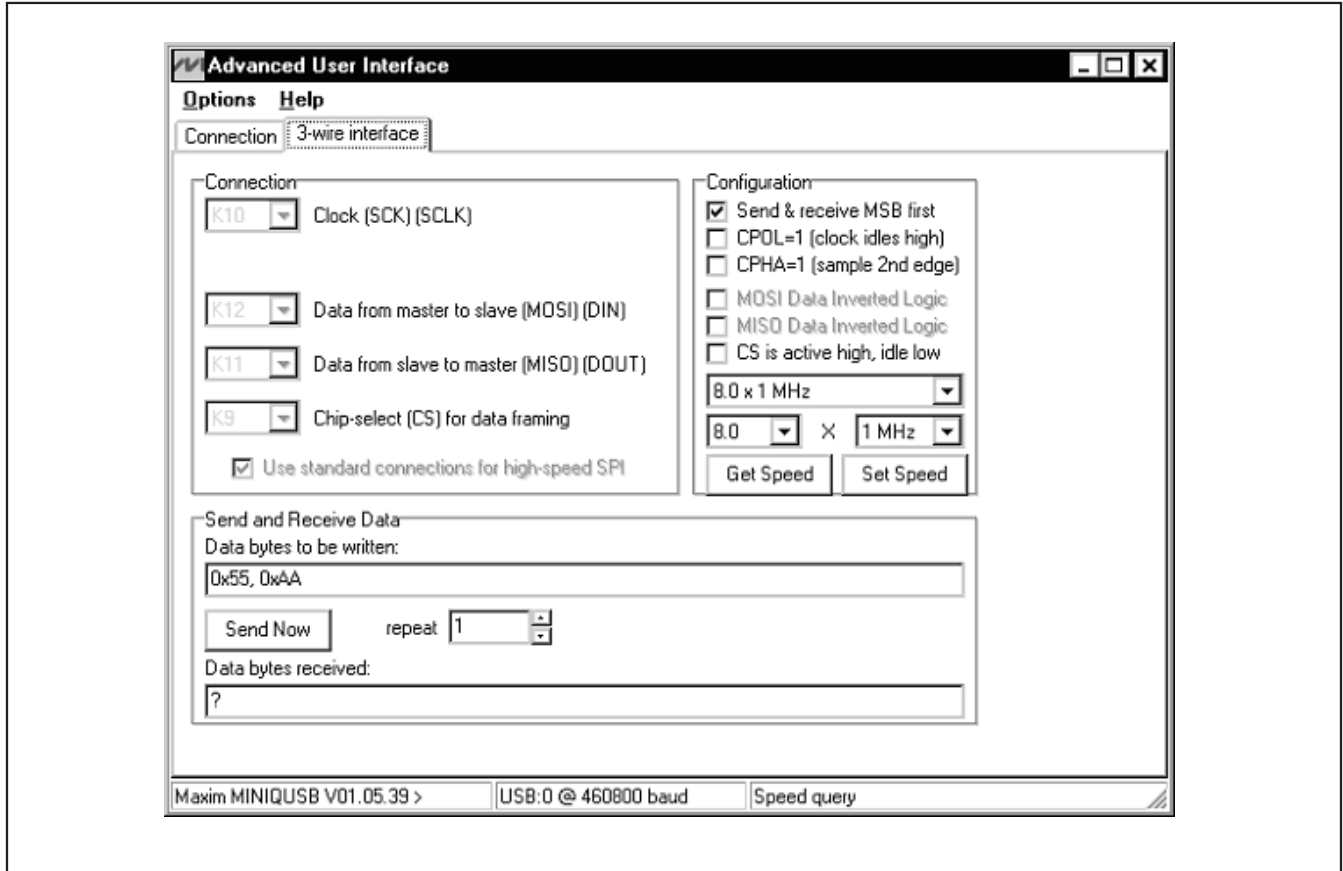 Advanced User Interface
Options Help
Connection 3-wire interface
Connection
K10 Clock (SCK) (SCLK)
K12 Data from master to slave (MOSI) (DIN)
K11 Data from slave to master (MISO) (DOUT)
K9 Chip-select (CS) for data framing
Use standard connections for high-speed SPI
Configuration
Send & receive MSB first
CPOL=1 (clock idles high)
CPHA=1 (sample 2nd edge)
MOSI Data Inverted Logic
MISO Data Inverted Logic
CS is active high, idle low
8.0 x 1 MHz
8.0 X 1 MHz
Get Speed Set Speed
Send and Receive Data
Data bytes to be written:
0x55, 0xAA
Send Now repeat 1
Data bytes received:
?
Maxim MINIQUSB V01.05.39 > USB:0 @ 460800 baud Speed query